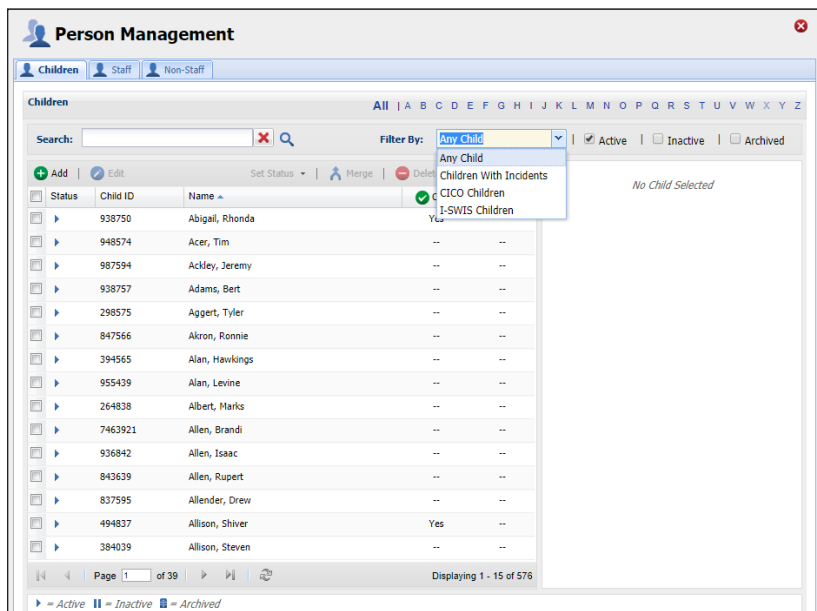 Person Management
Children Staff Non-Staff
Children All | A B C D E F G H I J K L M N O P Q R S T U V W X Y Z
Search: Filter By: Any Child | Active | Inactive | Archived
Any Child
Children With Incidents
CICO Children
I-SWIS Children
Add | Edit Set Status | Merge | Delet
No Child Selected
Status Child ID Name C
938750 Abigail, Rhonda Yes
948574 Acer, Tim -- --
987594 Ackley, Jeremy -- --
938757 Adams, Bert -- --
298575 Aggert, Tyler -- --
847566 Akron, Ronnie -- --
394565 Alan, Hawkings -- --
955439 Alan, Levine -- --
264838 Albert, Marks -- --
7463921 Allen, Brandi -- --
936842 Allen, Isaac -- --
843639 Allen, Rupert -- --
837595 Allender, Drew -- --
494837 Allison, Shiver Yes --
384039 Allison, Steven -- --
Page 1 of 39 Displaying 1 - 15 of 576
= Active = Inactive = Archived